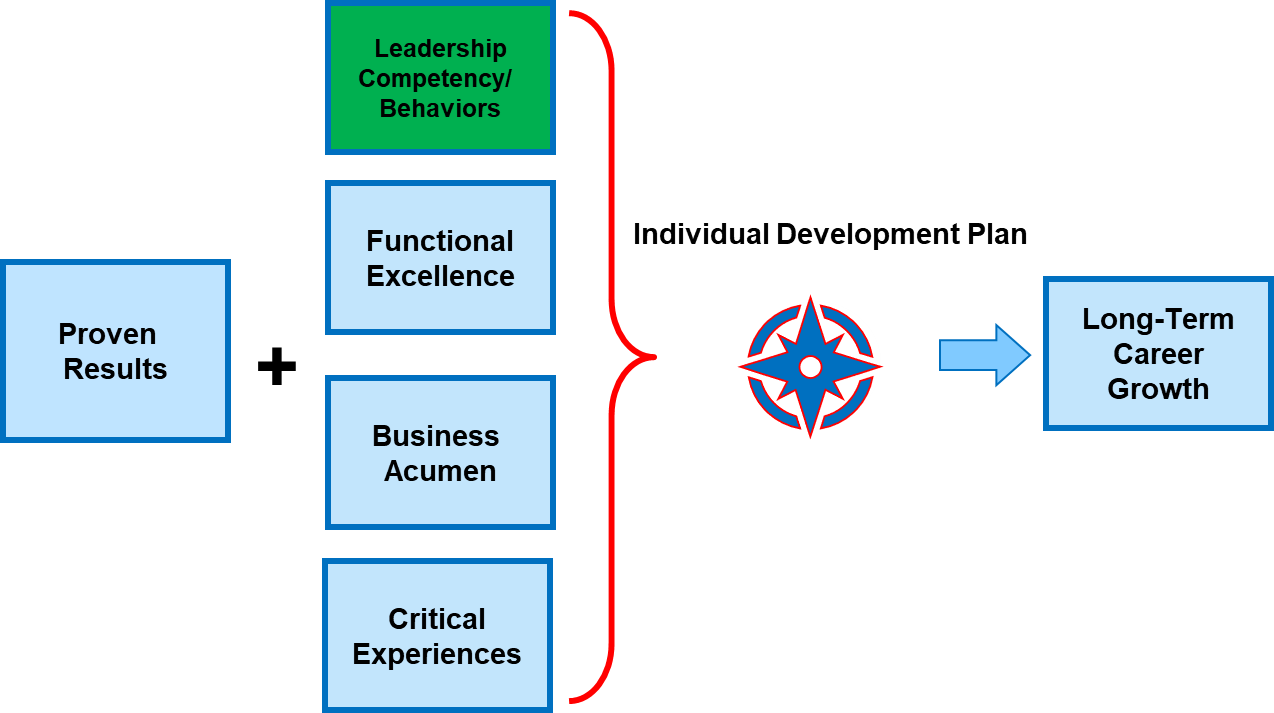 Proven
Results
+
Leadership
Competency/
Behaviors
Functional
Excellence
Business
Acumen
Critical
Experiences
Individual Development Plan
Long-Term
Career
Growth